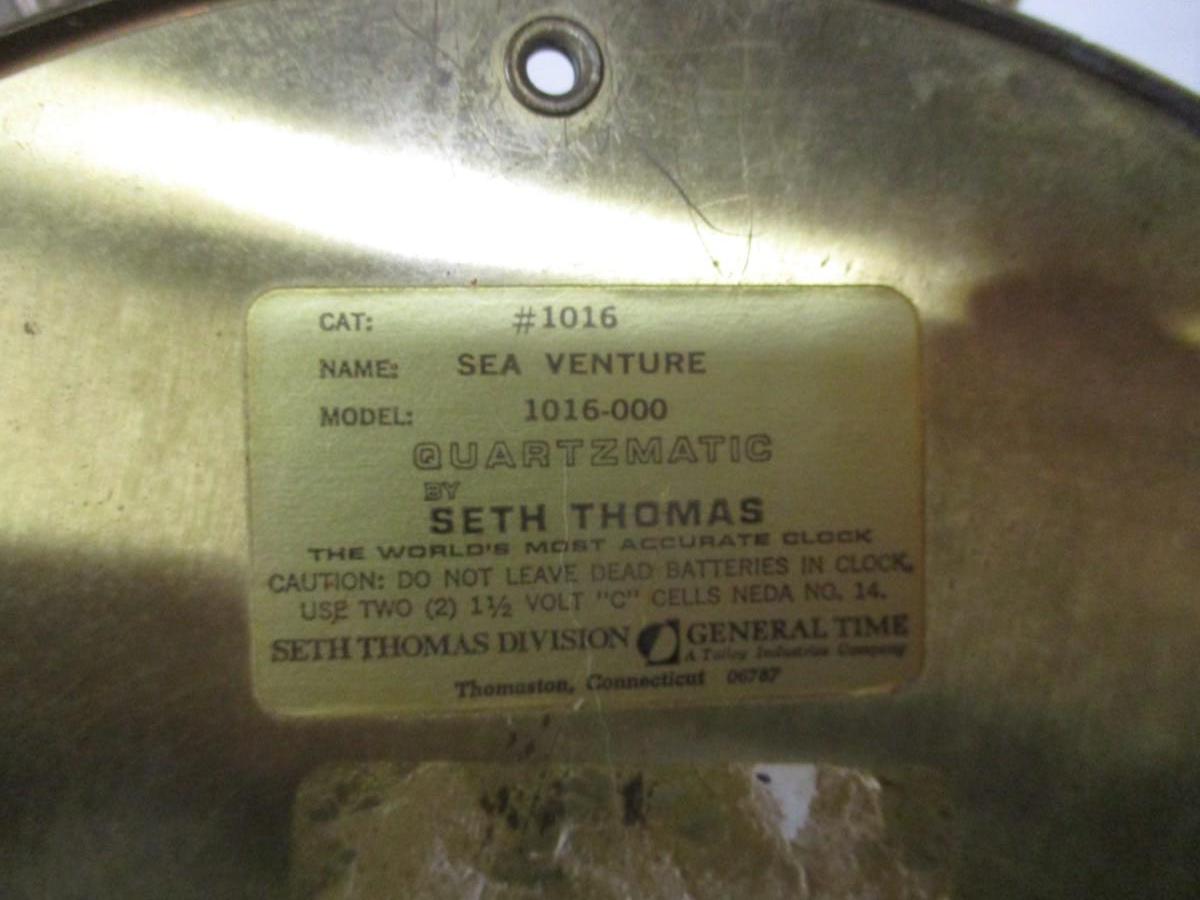 CAT: #1016
NAME: SEA VENTURE
MODEL: 1016-000
QUARTZMATIC
BY
SETH THOMAS
THE WORLD'S MOST ACCURATE CLOCK
CAUTION: DO NOT LEAVE DEAD BATTERIES IN CLOCK.
USE TWO (2) 1½ VOLT "C" CELLS NEDA NO. 14.
SETH THOMAS DIVISION GENERAL TIME
A Talley Industries Company
Thomaston, Connecticut 06787